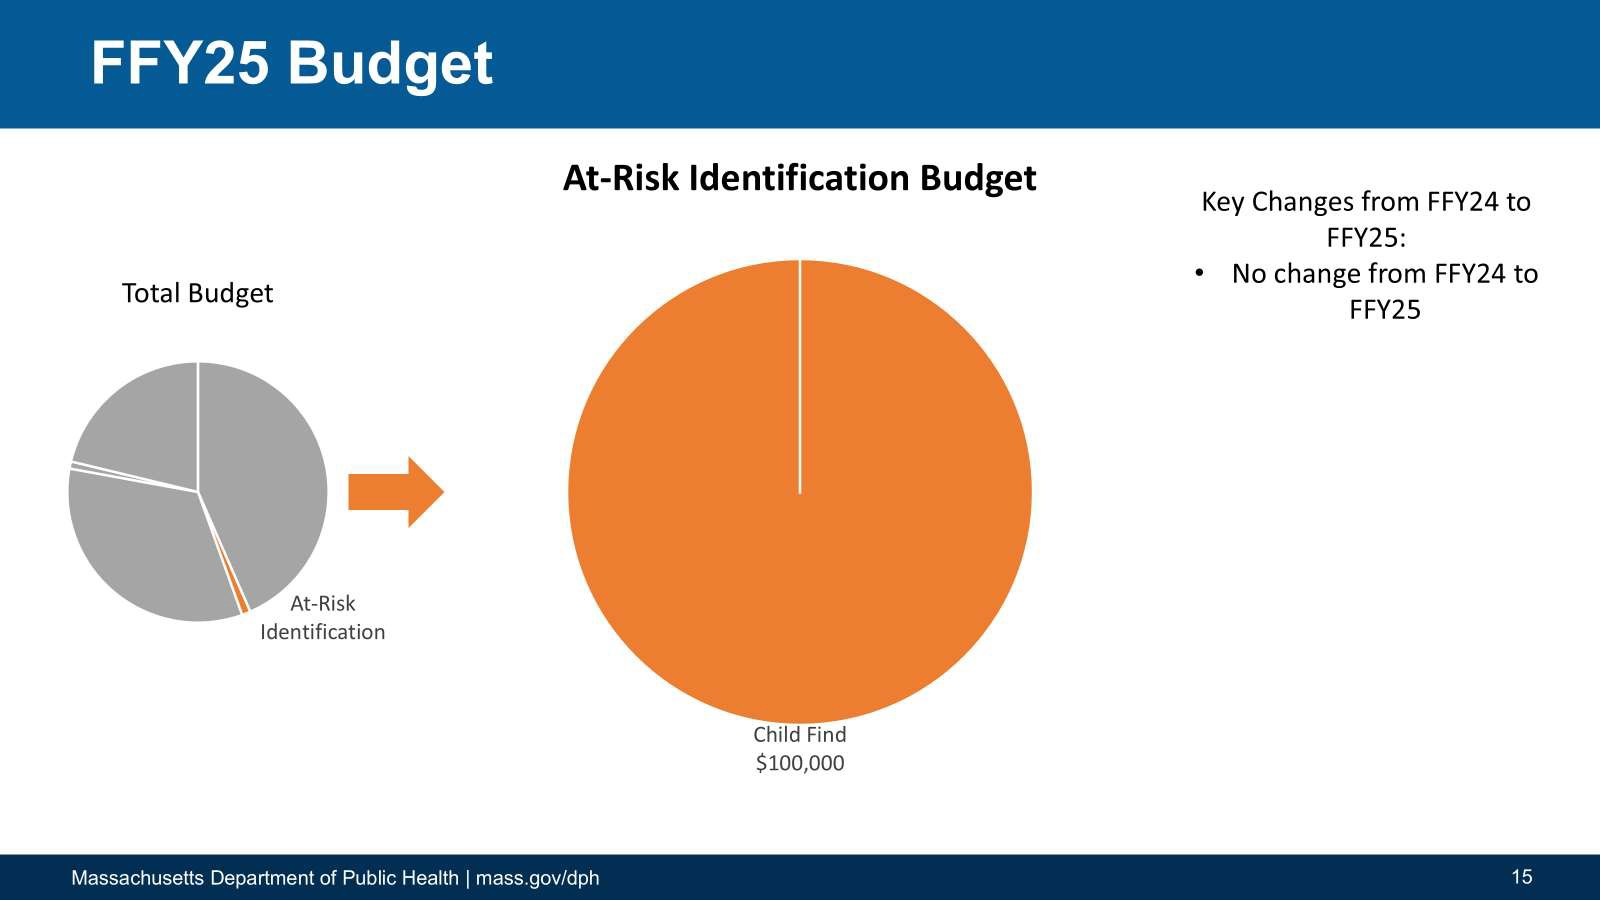 FFY25 Budget
At-Risk Identification Budget
Key Changes from FFY24 to
FFY25:
• No change from FFY24 to
FFY25
Total Budget
At-Risk
Identification
Child Find
$100,000
Massachusetts Department of Public Health | mass.gov/dph
15